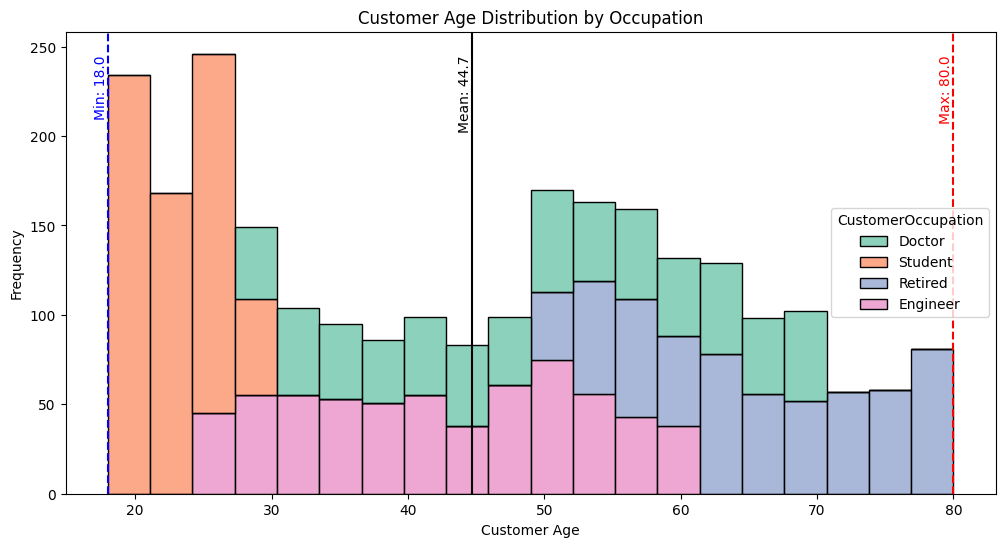 Customer Age Distribution by Occupation
Frequency
250
200
150
100
50
0
Min: 18.0
Mean: 44.7
Max: 80.0
CustomerOccupation
Doctor
Student
Retired
Engineer
20 30 40 50 60 70 80
Customer Age